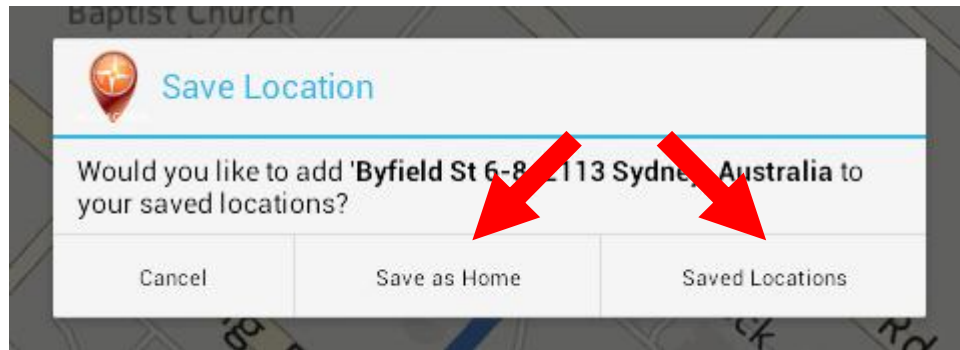 Baptist Church
Save Location
Would you like to add 'Byfield St 6-8, 2113 Sydney, Australia to
your saved locations?
Cancel
Save as Home
Saved Locations
Rd